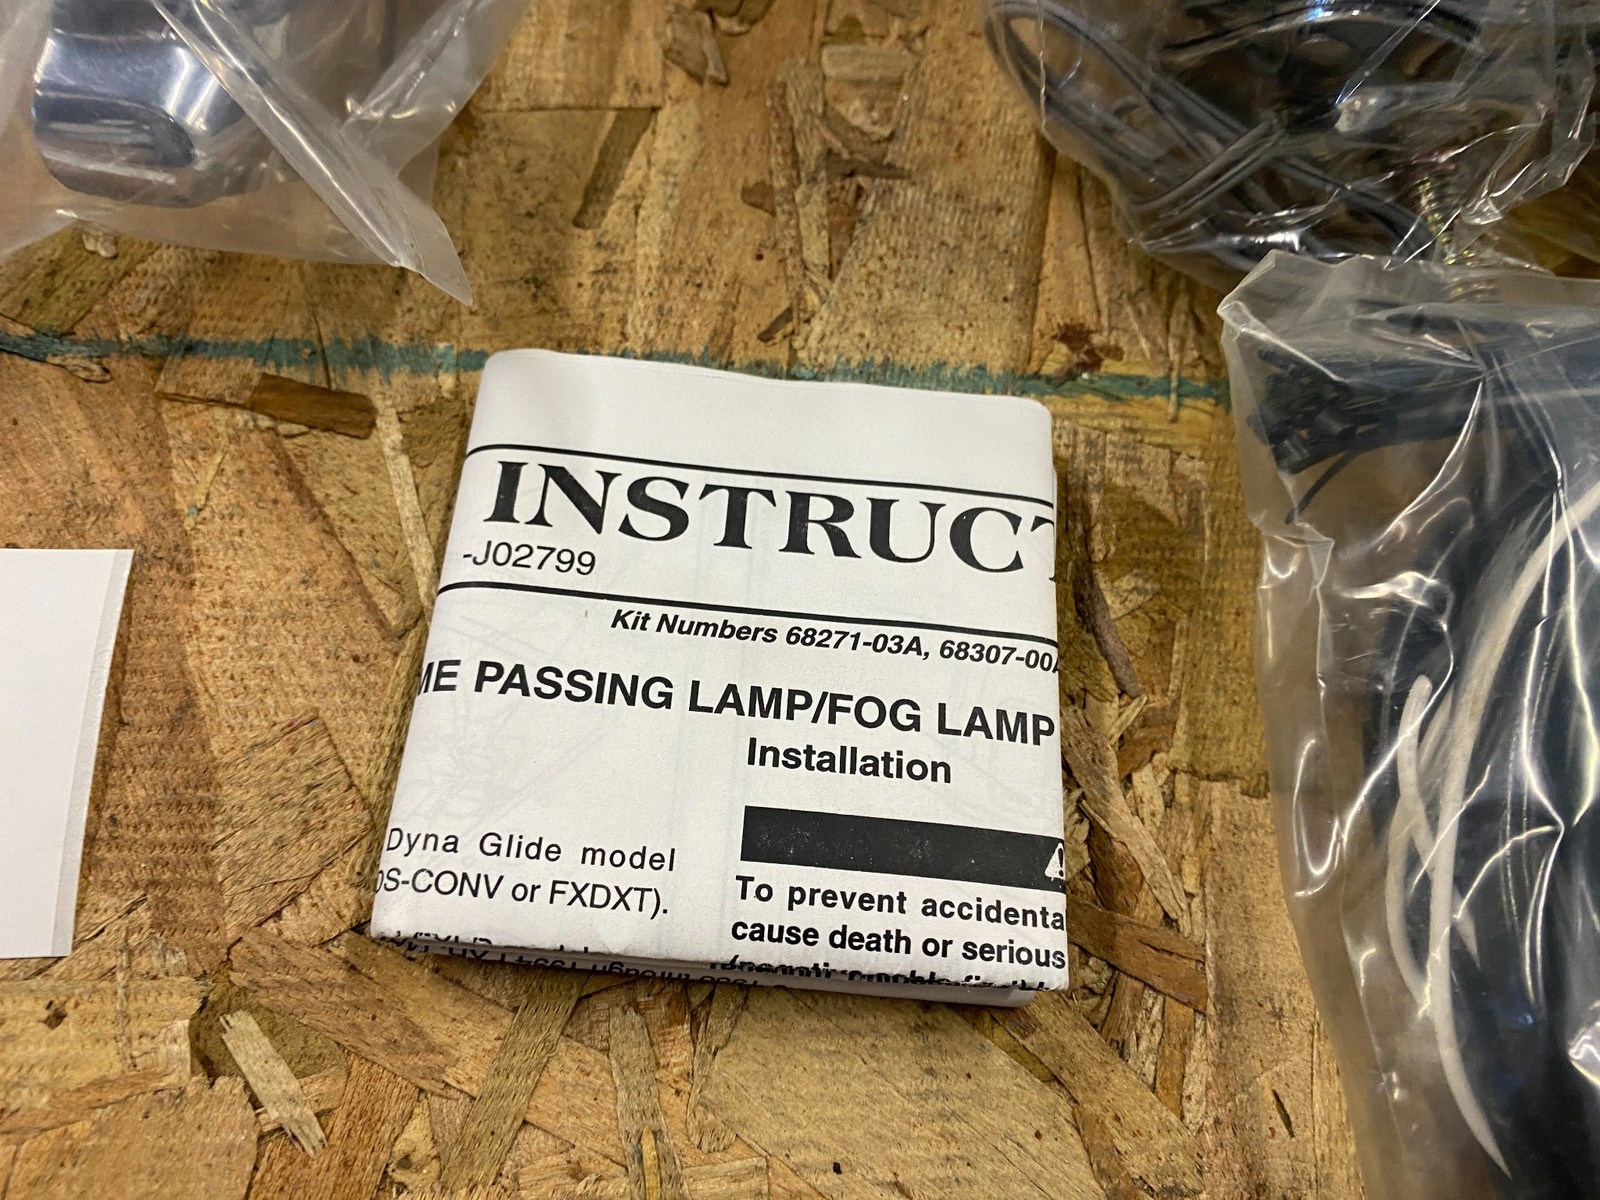 INSTRUCT
-J02799
Kit Numbers 68271-03A, 68307-00A
ME PASSING LAMP/FOG LAMP
Installation
Dyna Glide model
S-CONV or FXDXT).
To prevent accidenta
cause death or serious